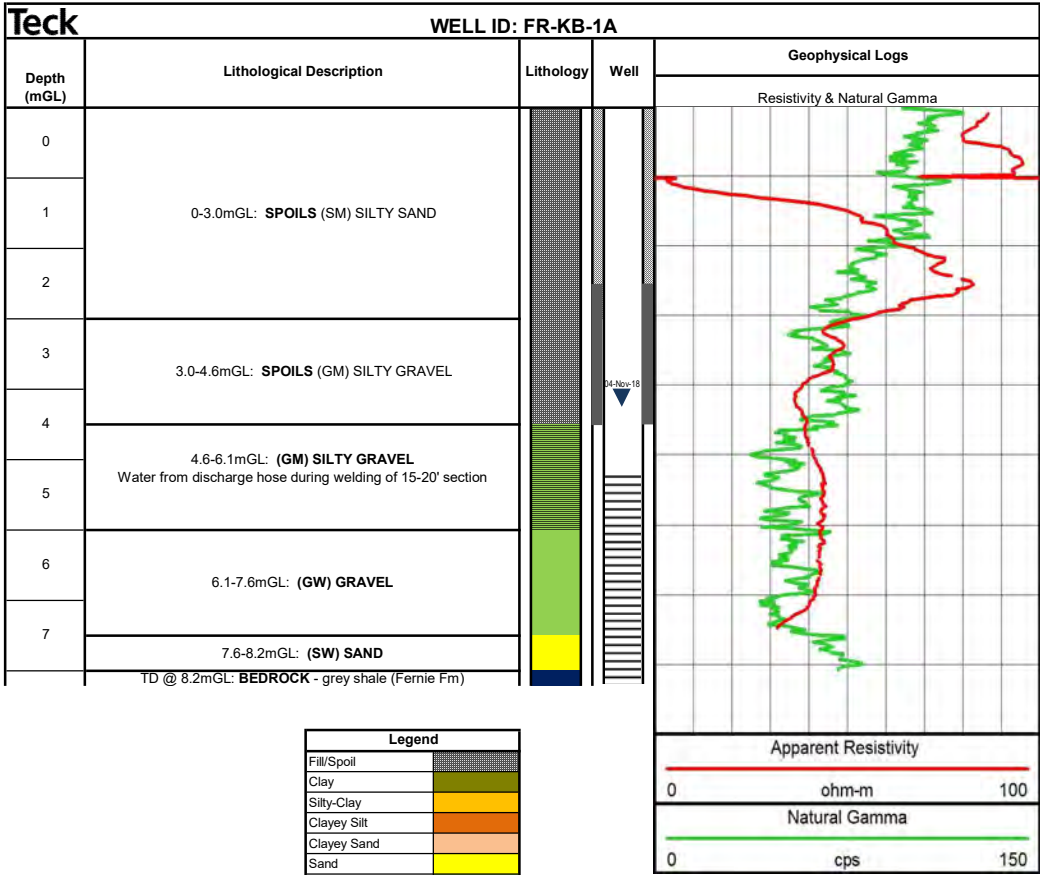 Teck
WELL ID: FR-KB-1A
Depth
(mGL)
Lithological Description
Lithology
Well
Geophysical Logs
Resistivity & Natural Gamma
0
1
0-3.0mGL: SPOILS (SM) SILTY SAND
2
3
3.0-4.6mGL: SPOILS (GM) SILTY GRAVEL
04-Nov-18
4
4.6-6.1mGL: (GM) SILTY GRAVEL
Water from discharge hose during welding of 15-20' section
5
6
6.1-7.6mGL: (GW) GRAVEL
7
7.6-8.2mGL: (SW) SAND
TD @ 8.2mGL: BEDROCK - grey shale (Fernie Fm)
Legend
Fill/Spoil
Clay
Silty-Clay
Clayey Silt
Clayey Sand
Sand
Apparent Resistivity
0 ohm-m 100
Natural Gamma
0 cps 150